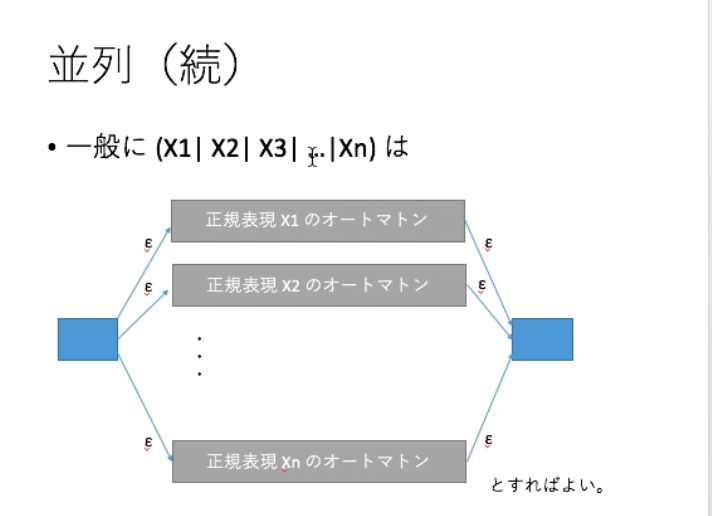 並列（続）
• 一般に (X1| X2| X3| ...|Xn) は
正規表現 X1 のオートマトン
ε
ε
正規表現 X2 のオートマトン
ε
ε
・
・
・
ε
ε
正規表現 Xn のオートマトン
とすればよい。